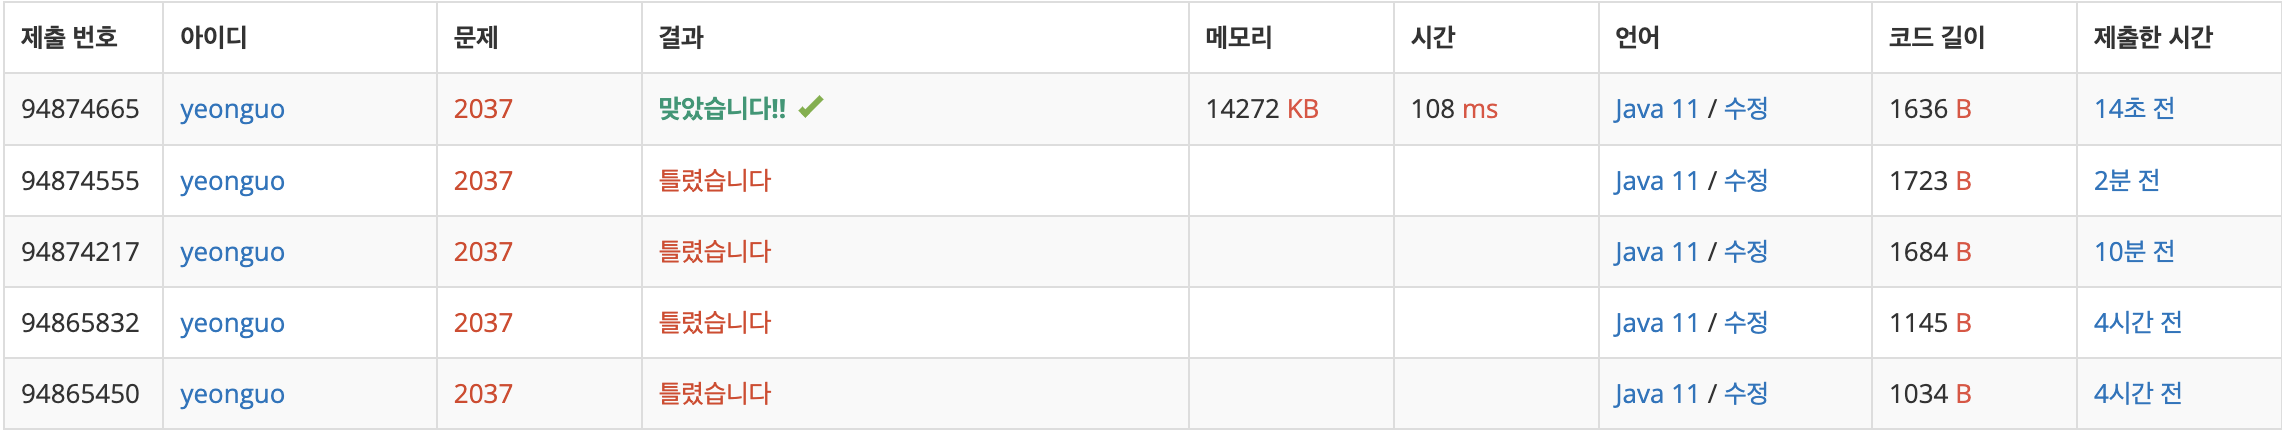 제출 번호 아이디 문제 결과 메모리 시간 언어 코드 길이 제출한 시간
94874665 yeonguo 2037 맞았습니다!! 14272 KB 108 ms Java 11 / 수정 1636 B 14초 전
94874555 yeonguo 2037 틀렸습니다 Java 11 / 수정 1723 B 2분 전
94874217 yeonguo 2037 틀렸습니다 Java 11 / 수정 1684 B 10분 전
94865832 yeonguo 2037 틀렸습니다 Java 11 / 수정 1145 B 4시간 전
94865450 yeonguo 2037 틀렸습니다 Java 11 / 수정 1034 B 4시간 전